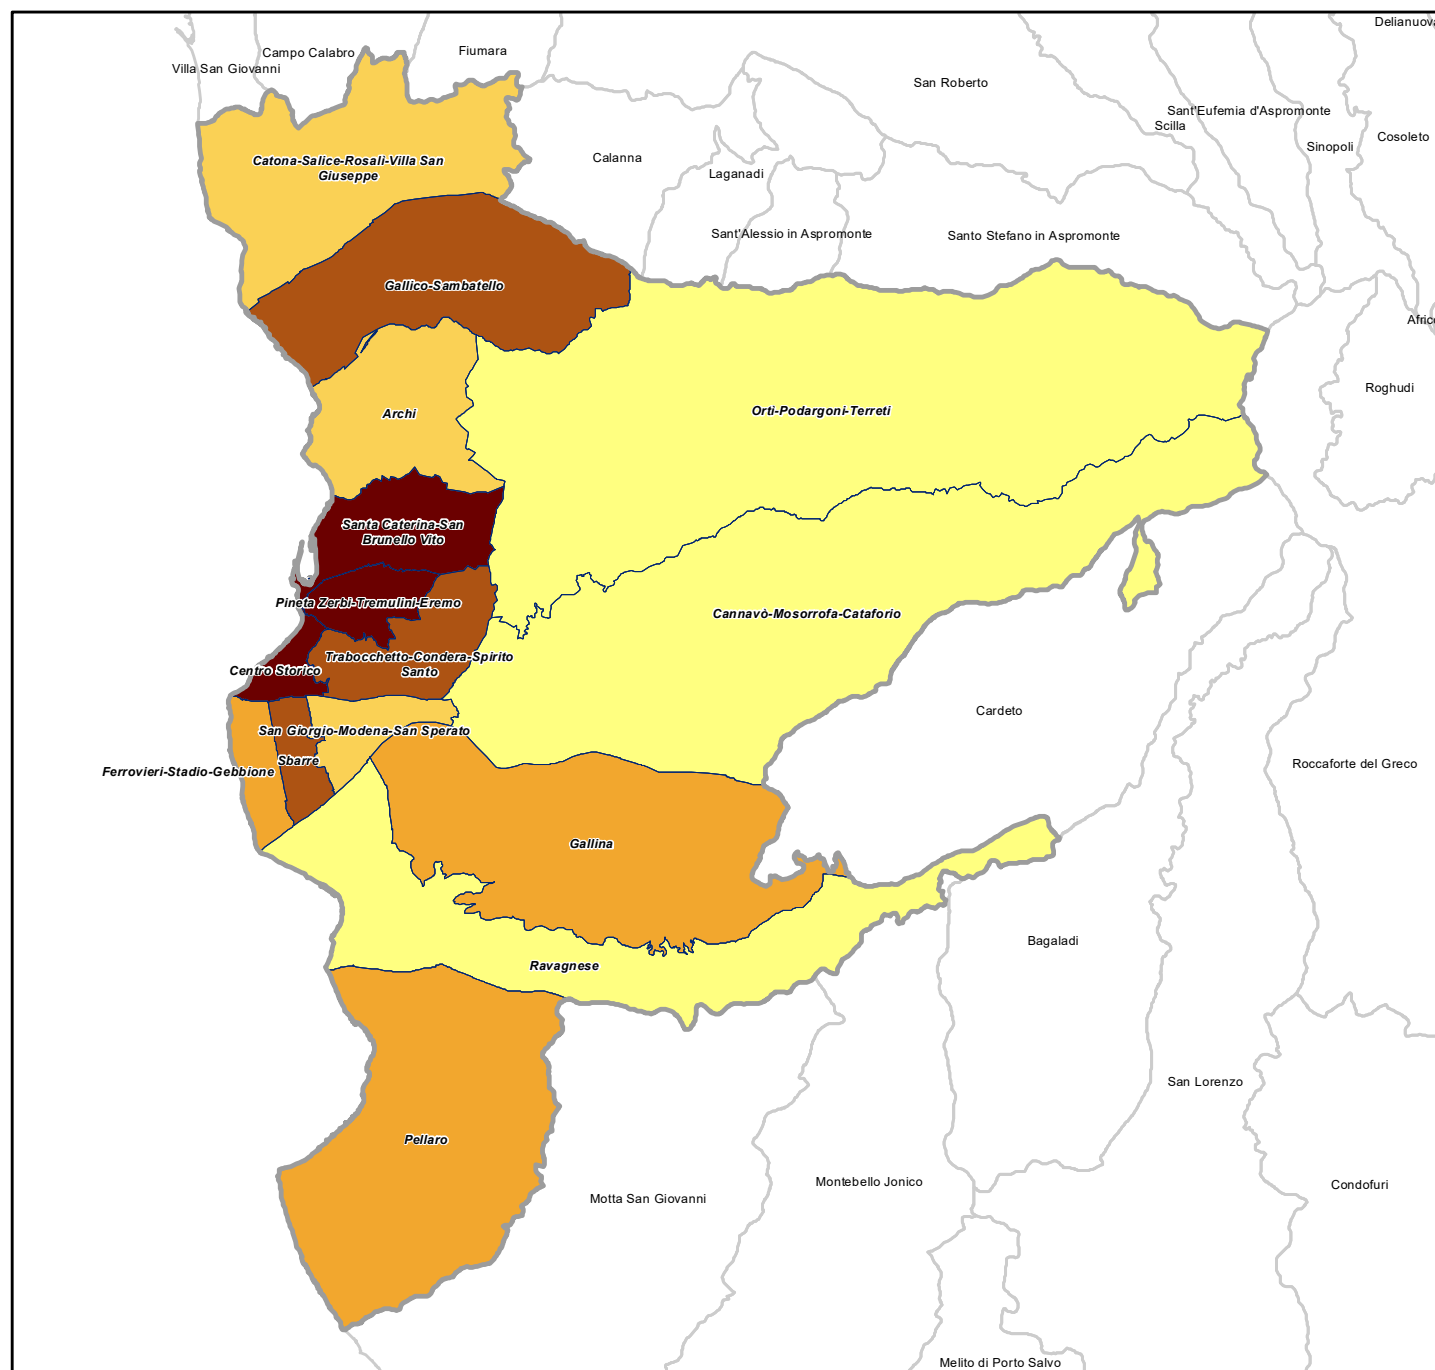 Delianuova
Campo Calabro
Fiumara
Villa San Giovanni
San Roberto
Sant'Eufemia d'Aspromonte
Scilla
Cosoleto
Sinopoli
Calanna
Catona-Salice-Rosali-Villa San
Giuseppe
Laganadi
Sant'Alessio in Aspromonte
Santo Stefano in Aspromonte
Gallico-Sambatello
Africo
Roghudi
Orti-Podargoni-Terreti
Archi
Santa Caterina-San
Brunello Vito
Pineta Zerbi-Tremulini-Eremo
Cannavò-Mosorrofa-Cataforio
Trabocchetto-Condera-Spirito
Santo
Centro Storico
Cardeto
San Giorgio-Modena-San Sperato
Sbarre
Ferrovieri-Stadio-Gebbione
Roccaforte del Greco
Gallina
Bagaladi
Ravagnese
San Lorenzo
Pellaro
Montebello Jonico
Motta San Giovanni
Condofuri
Melito di Porto Salvo